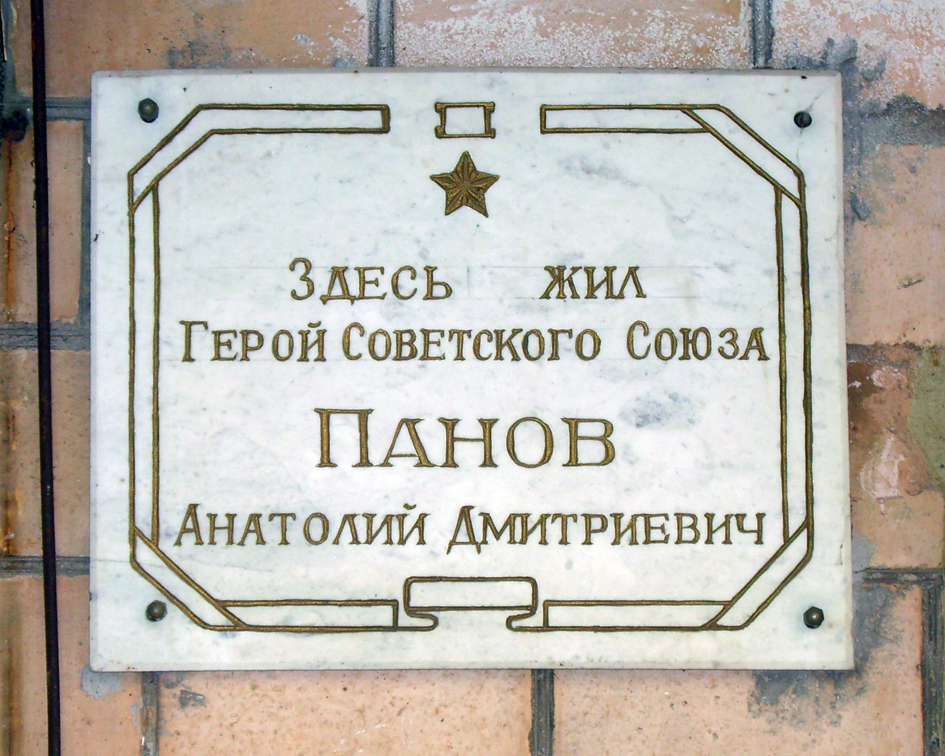 Здесь жил
Герой Советского Союза
Панов
Анатолий Дмитриевич